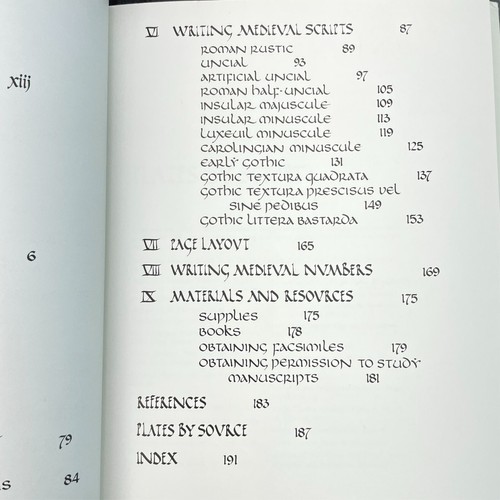 xiij
6
79
84
VI WRITING MEDIEVAL SCRIPTS 87
ROMAN RUSTIC 89
UNCIAL 93
ARTIFICIAL UNCIAL 97
ROMAN HALF-UNCIAL 105
INSULAR MAJUSCULE 109
INSULAR MINUSCULE 113
LUXEUIL MINUSCULE 119
CAROLINGIAN MINUSCULE 125
EARLY GOTHIC 131
GOTHIC TEXTURA QUADRATA 137
GOTHIC TEXTURA PRESCISUS VEL
SINE PEDIBUS 149
GOTHIC LITTERA BASTARDA 153
VII PAGE LAYOVT 165
VIII WRITING MEDIEVAL NVMBERS 169
IX MATERIALS AND RESOVRCES 175
SUPPLIES 175
BOOKS 178
OBTAINING FACSIMILES 179
OBTAINING PERMISSION TO STUDY
MANUSCRIPTS 181
REFERENCES 183
PLATES BY SOVRCE 187
INDEX 191